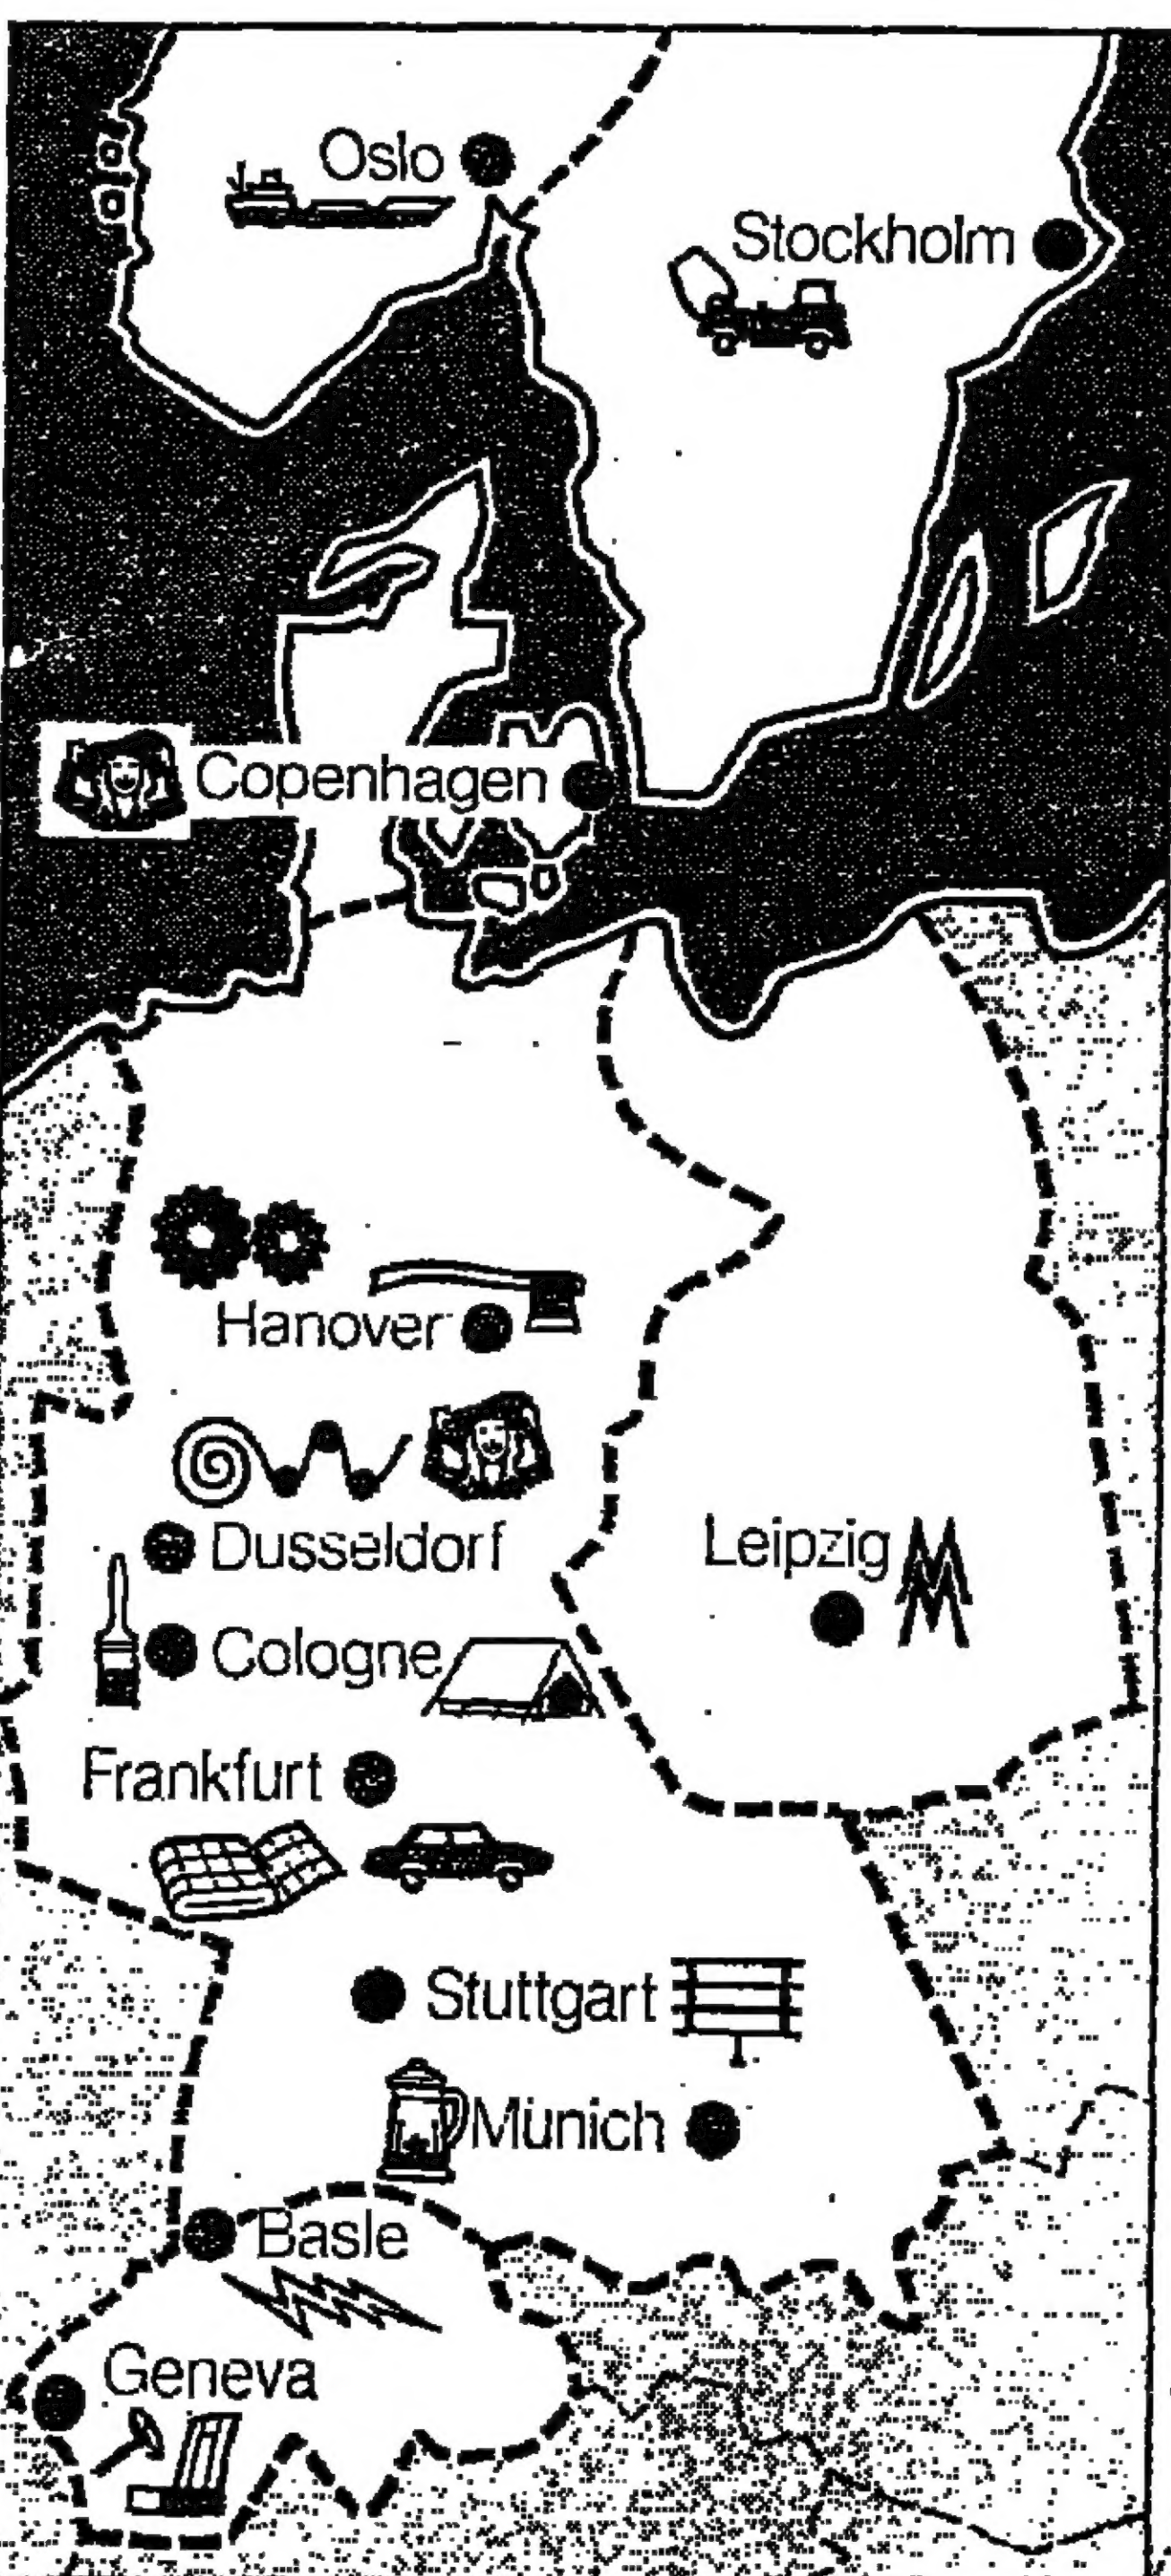 Oslo
Stockholm
Copenhagen
Hanover
Dusseldorf
Leipzig
Cologne
Frankfurt
Stuttgart
Munich
Basle
Geneva